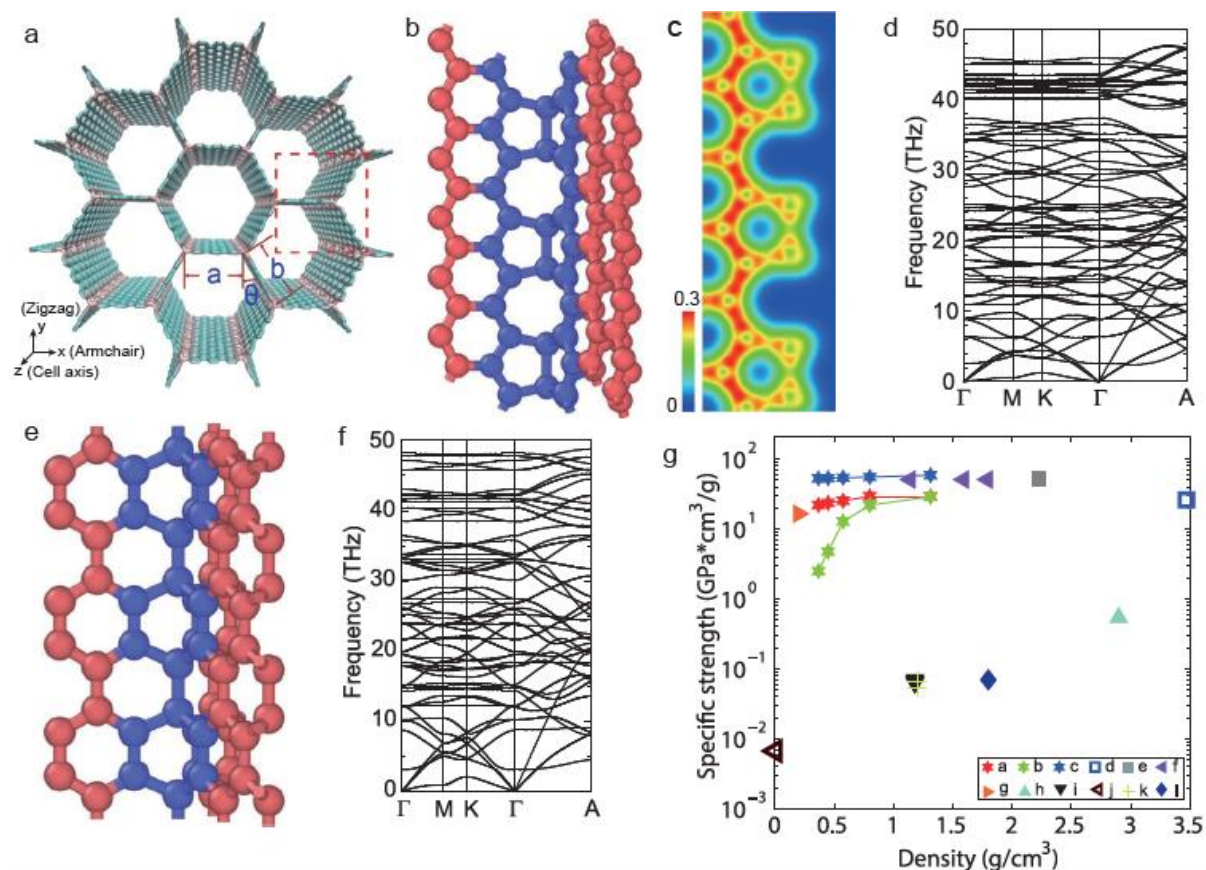 a
a
b
θ
(Zigzag)
y
x (Armchair)
z (Cell axis)
b
c
0.3
0
d
Frequency (THz)
50
40
30
20
10
0
Γ M K Γ A
e
f
Frequency (THz)
50
40
30
20
10
0
Γ M K Γ A
g
Specific strength (GPa*cm³/g)
10²
10¹
10⁰
10⁻¹
10⁻²
10⁻³
a b c d e f
g h i j k l
0 0.5 1 1.5 2 2.5 3 3.5
Density (g/cm³)